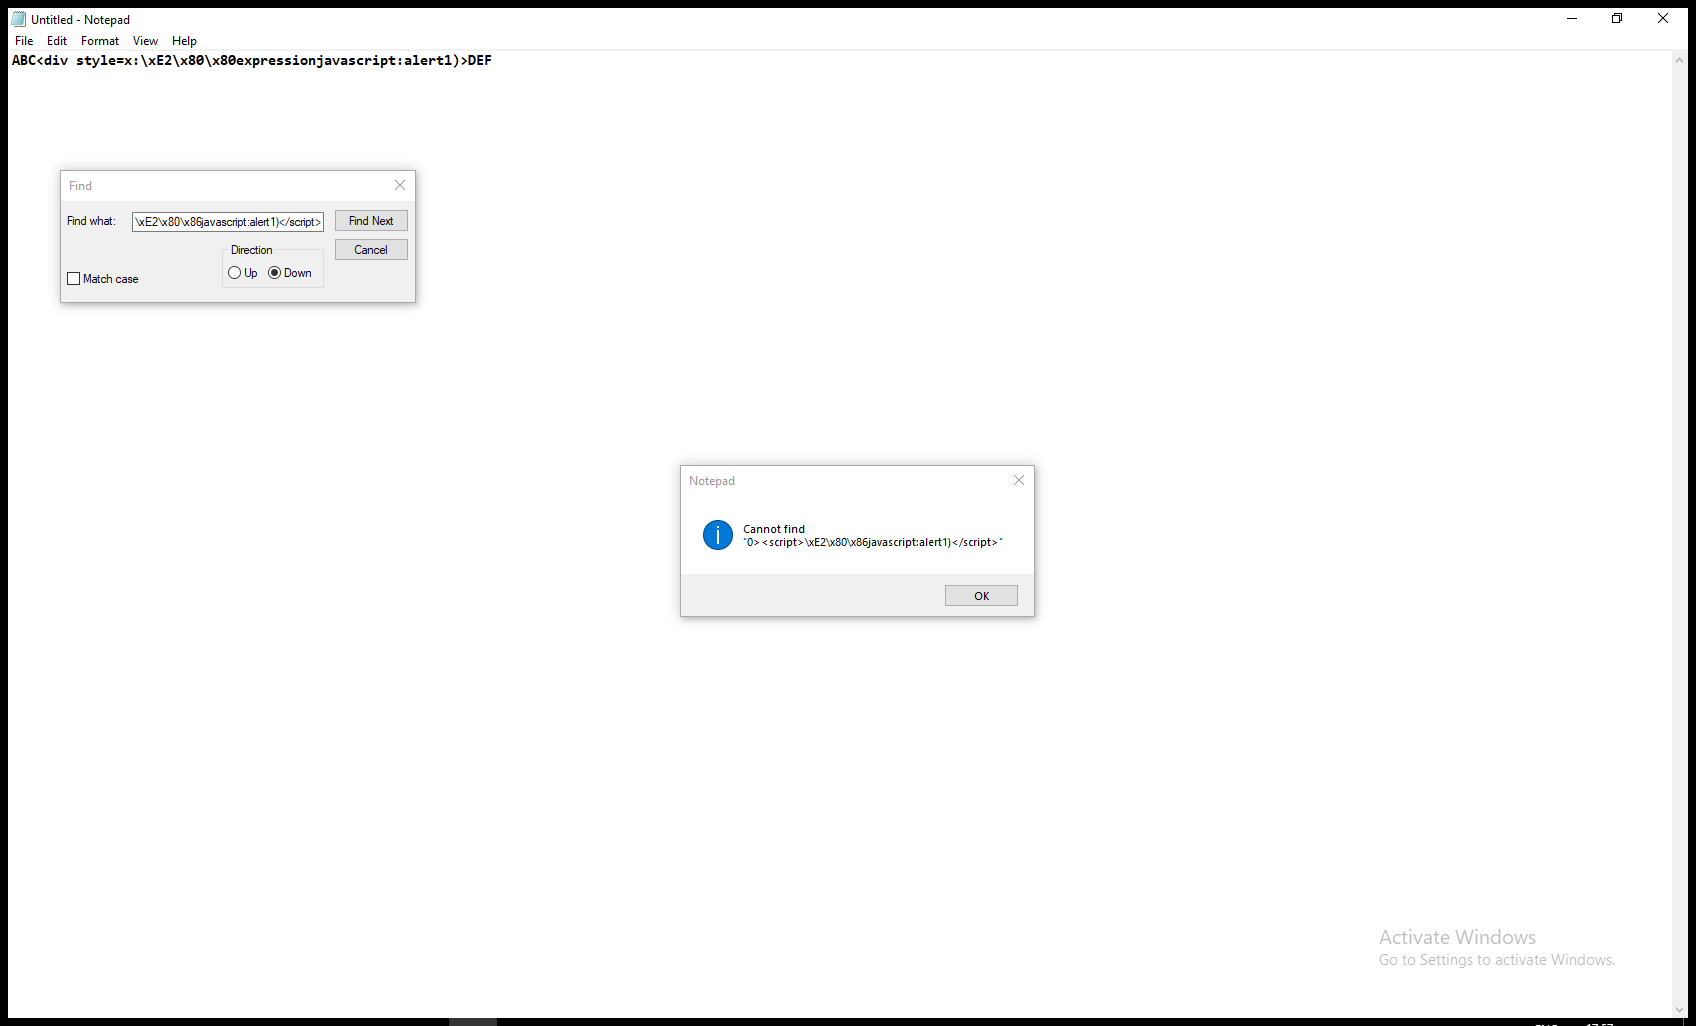 Untitled - Notepad
File Edit Format View Help
ABC<div style=x:\xE2\x80\x80expressionjavascript:alert1)>DEF
Find
Find what: \xE2\x80\x86javascript:alert1)</script> Find Next
Direction Cancel
Up Down
Match case
Notepad
Cannot find
"0><script>\xE2\x80\x86javascript:alert1)</script>"
OK
Activate Windows
Go to Settings to activate Windows.